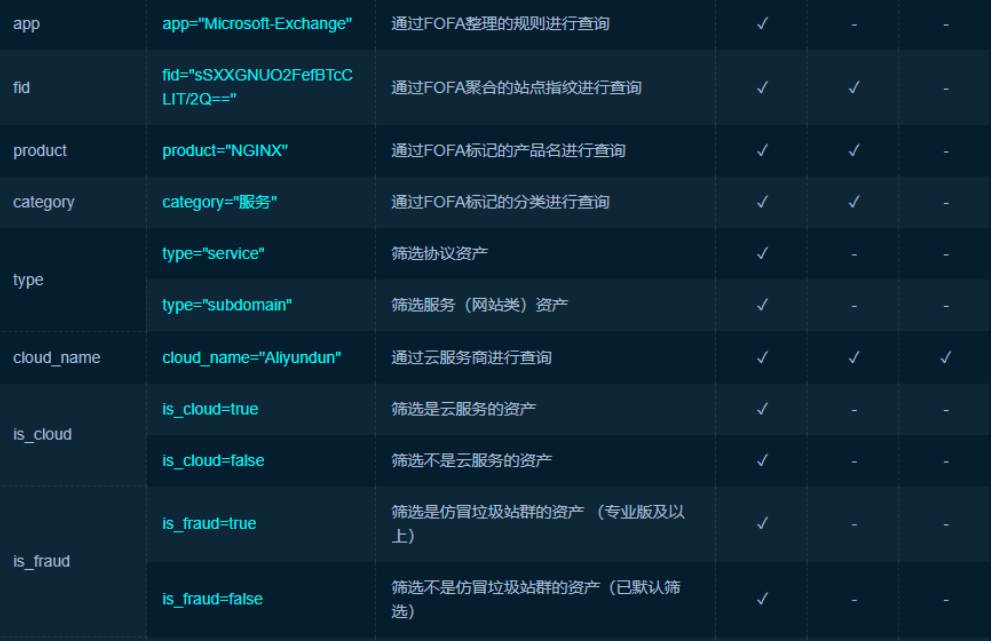 app app="Microsoft-Exchange" 通过FOFA整理的规则进行查询 ✓ - -
fid fid="sSXXGNUO2FefBTcC
LIT/2Q==" 通过FOFA聚合的站点指纹进行查询 ✓ ✓ -
product product="NGINX" 通过FOFA标记的产品名进行查询 ✓ ✓ -
category category="服务" 通过FOFA标记的分类进行查询 ✓ ✓ -
type type="service" 筛选协议资产 ✓ - -
type="subdomain" 筛选服务（网站类）资产 ✓ - -
cloud_name cloud_name="Aliyundun" 通过云服务商进行查询 ✓ ✓ ✓
is_cloud is_cloud=true 筛选是云服务的资产 ✓ - -
is_cloud=false 筛选不是云服务的资产 ✓ - -
is_fraud is_fraud=true 筛选是仿冒垃圾站群的资产 （专业版及以
上） ✓ - -
is_fraud=false 筛选不是仿冒垃圾站群的资产（已默认筛
选） ✓ - -